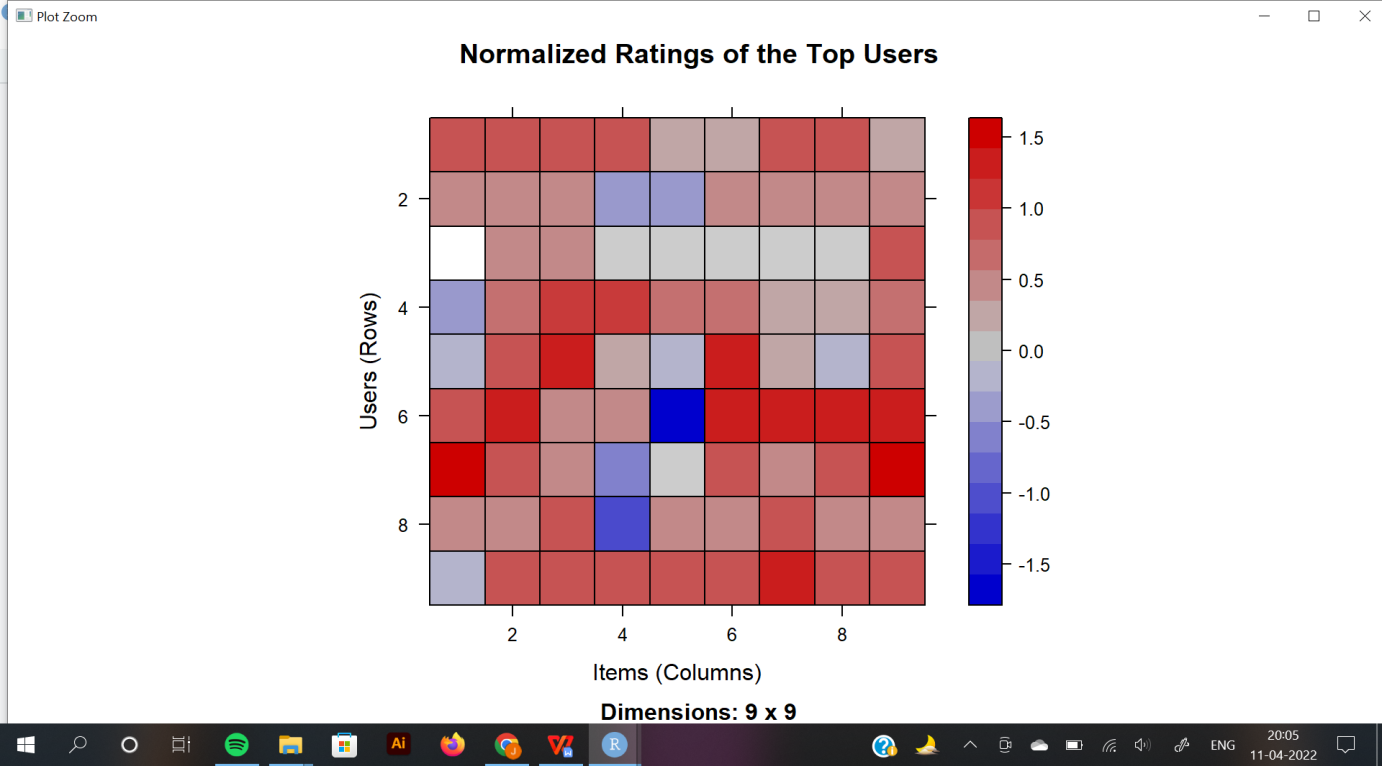 Plot Zoom
Normalized Ratings of the Top Users
Users (Rows)
2
4
6
8
1.5
1.0
0.5
0.0
-0.5
-1.0
-1.5
2 4 6 8
Items (Columns)
Dimensions: 9 x 9
Ai
W
R
ENG
20:05
11-04-2022